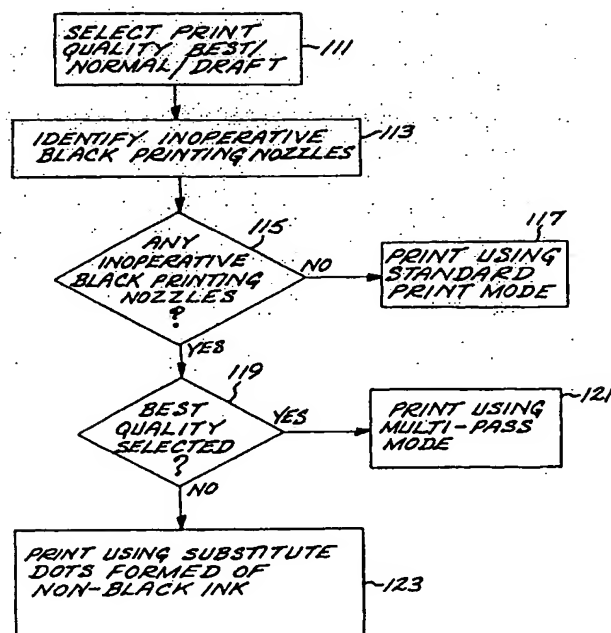 SELECT PRINT
QUALITY BEST/
NORMAL/DRAFT
111
IDENTIFY INOPERATIVE
BLACK PRINTING NOZZLES
113
115
ANY
INOPERATIVE
BLACK PRINTING
NOZZLES
?
NO
117
PRINT USING
STANDARD
PRINT MODE
YES
119
BEST
QUALITY
SELECTED
?
YES
121
PRINT USING
MULTI-PASS
MODE
NO
PRINT USING SUBSTITUTE
DOTS FORMED OF
NON-BLACK INK
123